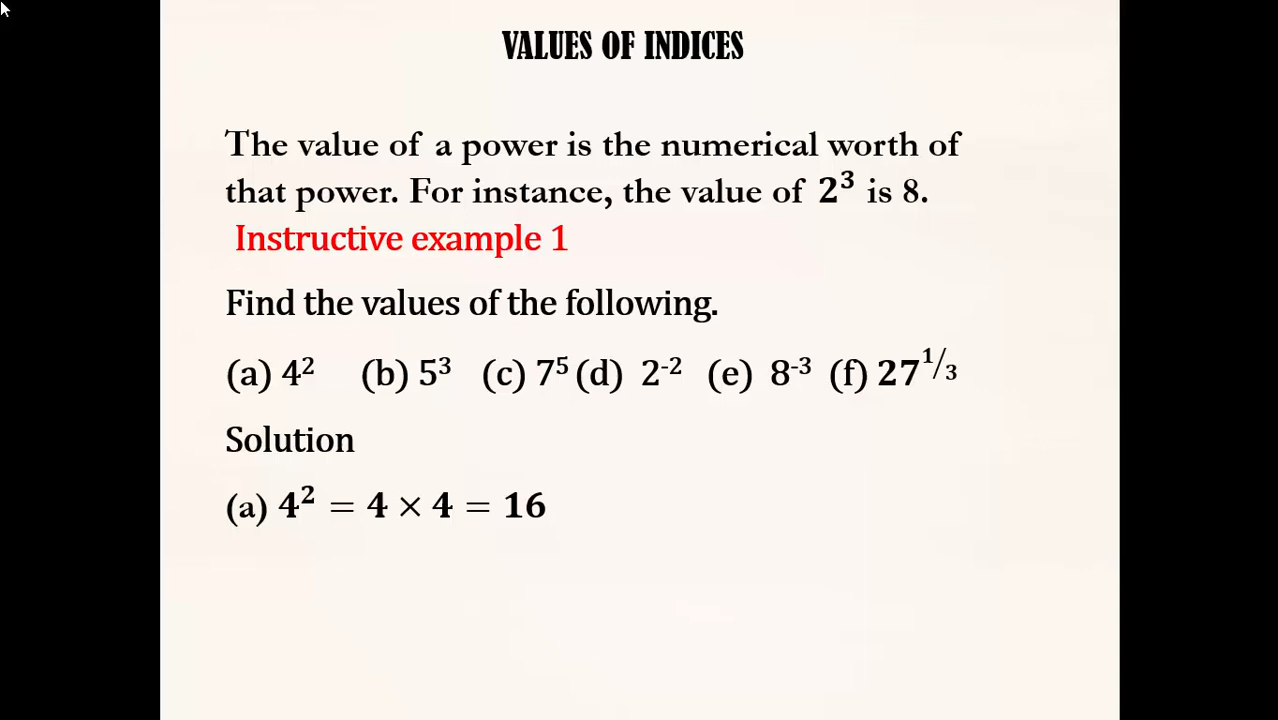 VALUES OF INDICES
The value of a power is the numerical worth of
that power. For instance, the value of 2³ is 8.
Instructive example 1
Find the values of the following.
(a) 4² (b) 5³ (c) 7⁵ (d) 2⁻² (e) 8⁻³ (f) 27^1/3
Solution
(a) 4² = 4 × 4 = 16